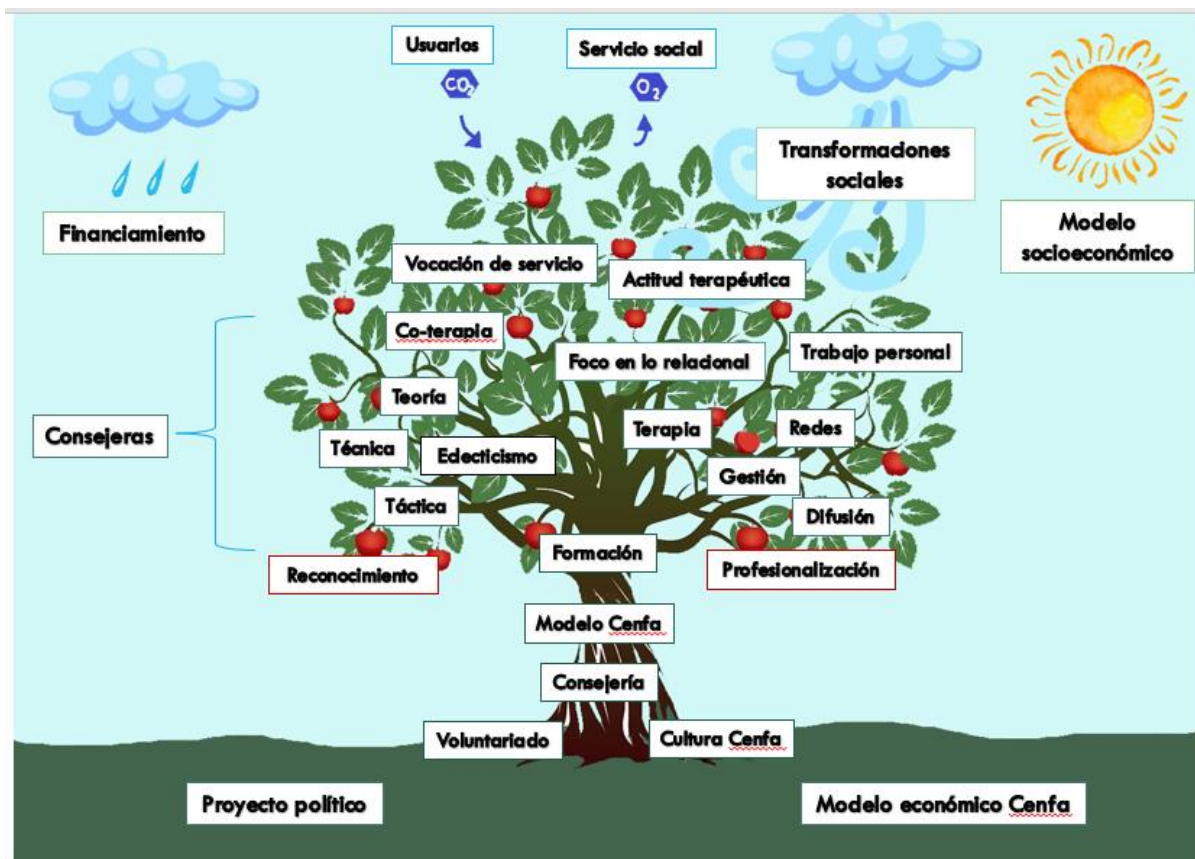 Usuarios
Servicio social
CO2
O2
Transformaciones
sociales
Financiamiento
Modelo
socioeconómico
Vocación de servicio
Actitud terapéutica
Co-terapia
Foco en lo relacional
Trabajo personal
Teoría
Consejeras
Técnica
Eclecticismo
Terapia
Redes
Gestión
Táctica
Difusión
Formación
Reconocimiento
Profesionalización
Modelo Cenfa
Consejería
Voluntariado
Cultura Cenfa
Proyecto político
Modelo económico Cenfa